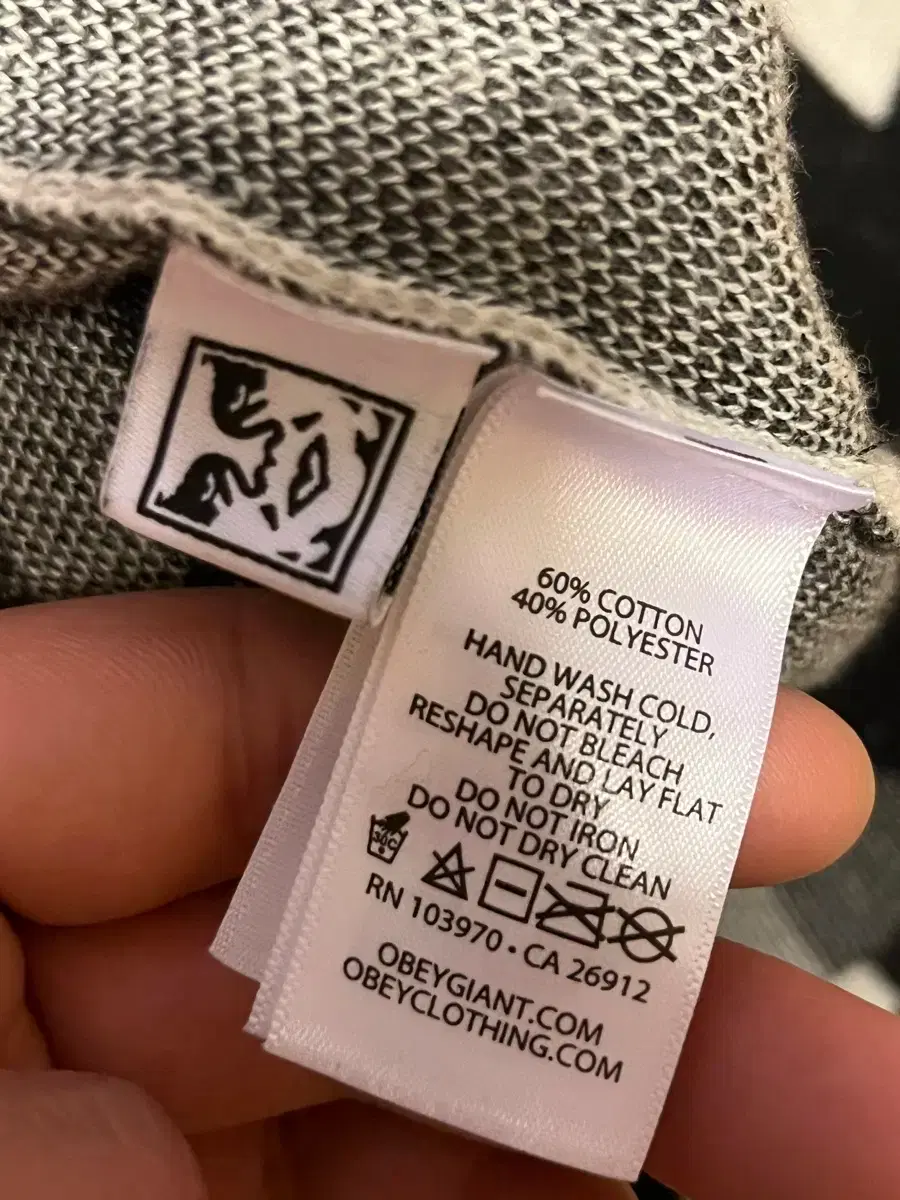 60% COTTON
40% POLYESTER
HAND WASH COLD,
SEPARATELY
DO NOT BLEACH
RESHAPE AND LAY FLAT
TO DRY
DO NOT IRON
DO NOT DRY CLEAN
30C
RN 103970 • CA 26912
OBEYGIANT.COM
OBEYCLOTHING.COM